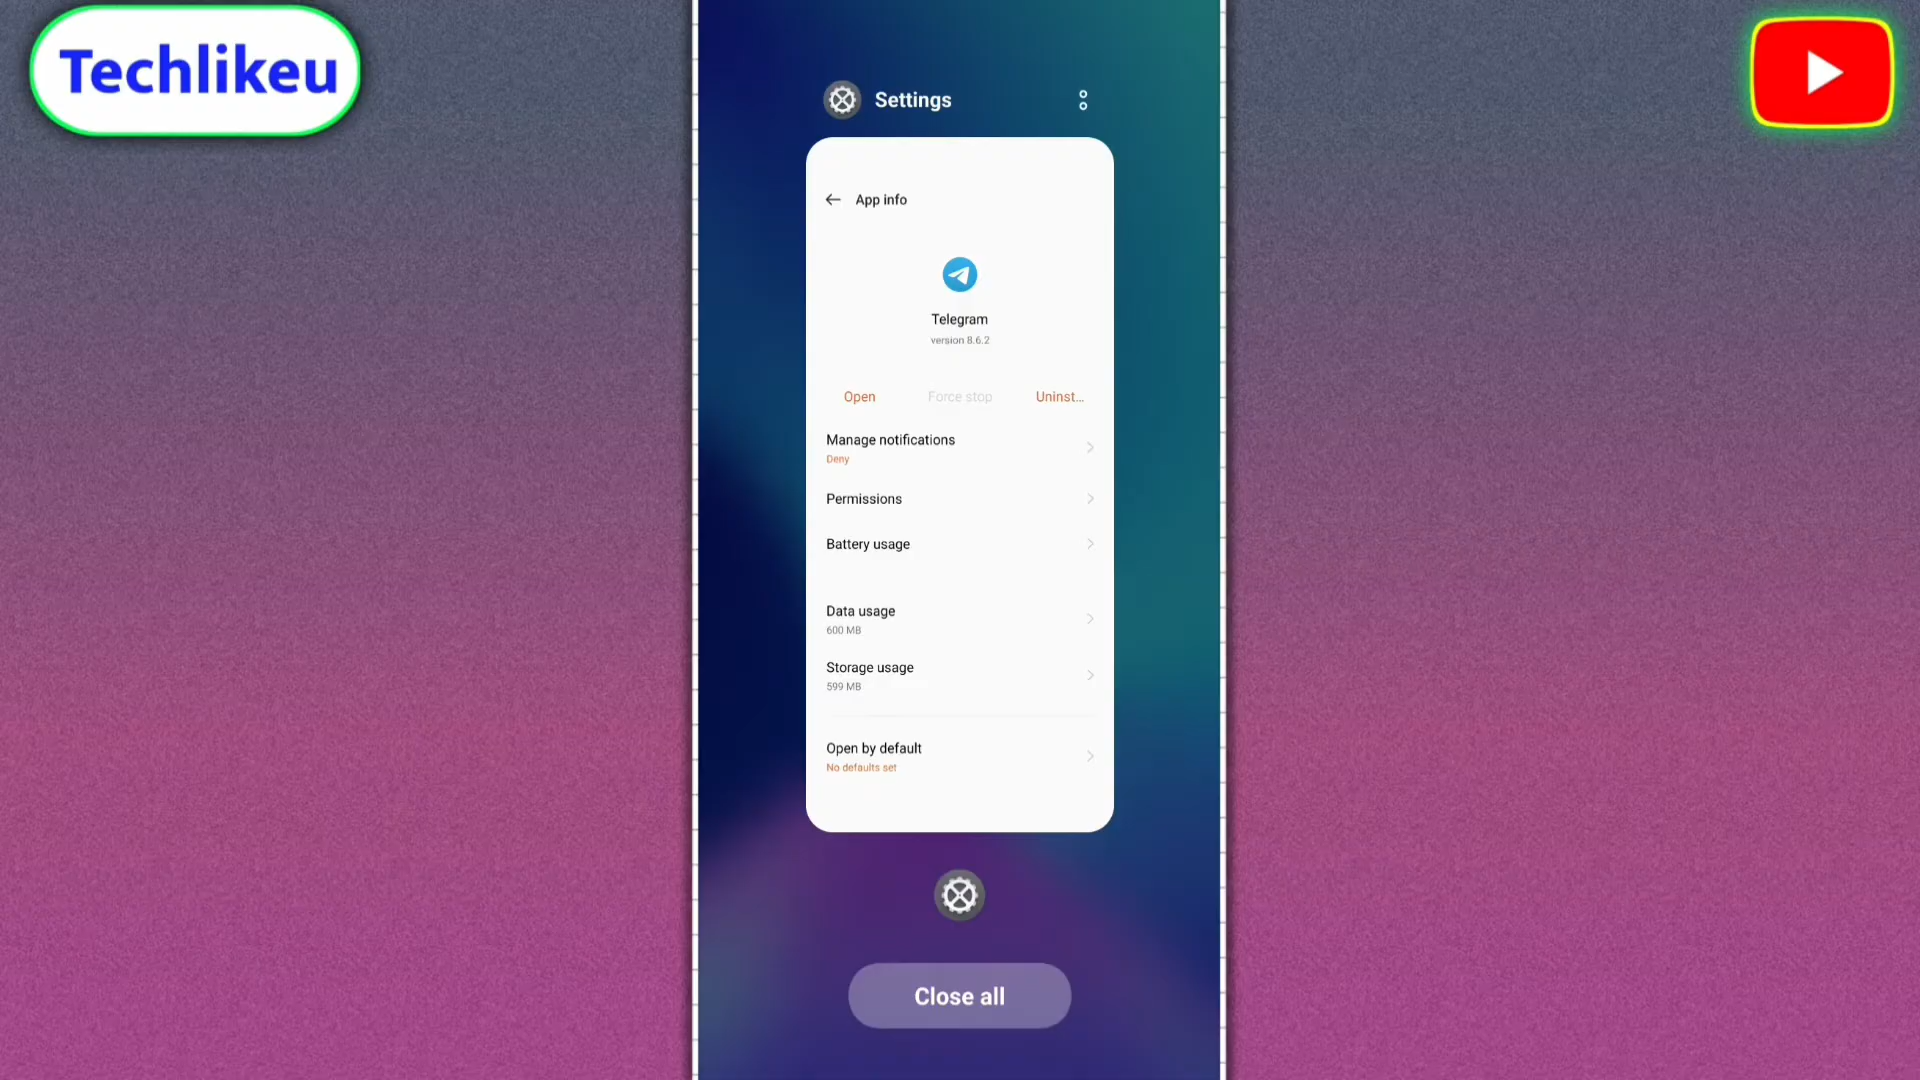 Techlikeu
Settings
App info
Telegram
version 8.6.2
Open
Force stop
Uninst...
Manage notifications
Deny
Permissions
Battery usage
Data usage
600 MB
Storage usage
599 MB
Open by default
No defaults set
Close all